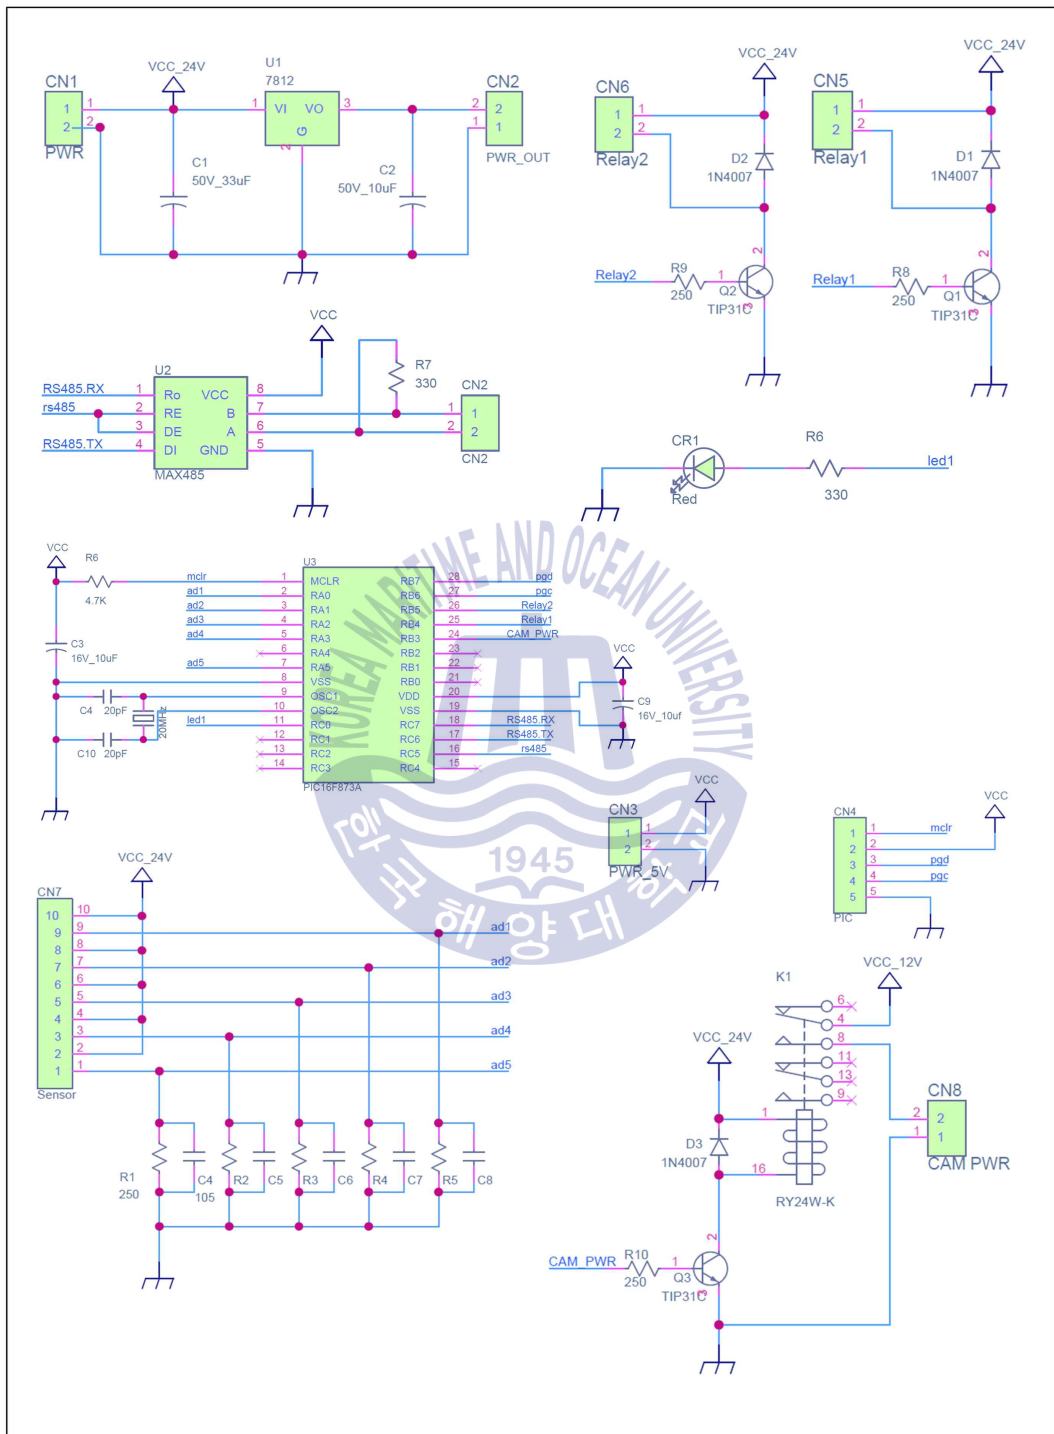 VCC_24V
U1
7812
CN1
1 1
2 2
PWR
1 VI VO 3
G
2
CN2
2 2
1 1
PWR_OUT
C1
50V_33uF
C2
50V_10uF
VCC_24V
CN6
1 1
2 2
Relay2
D2
1N4007
Relay2
R9
250
1
2
Q2
3
TIP31C
VCC_24V
CN5
1 1
2 2
Relay1
D1
1N4007
Relay1
R8
250
1
2
Q1
3
TIP31C
VCC
U2
RS485.RX 1 Ro VCC 8
rs485 2 RE B 7
3 DE A 6
RS485.TX 4 DI GND 5
MAX485
R7
330
CN2
1 1
2 2
CN2
CR1
Red
R6
330
led1
VCC
R6
4.7K
C3
16V_10uF
C4 20pF
20MHz
C10 20pF
U3
mclr 1 MCLR RB7 28 pgd
ad1 2 RA0 RB6 27 pgc
ad2 3 RA1 RB5 26 Relay2
ad3 4 RA2 RB4 25 Relay1
ad4 5 RA3 RB3 24 CAM_PWR
6 RA4 RB2 23
ad5 7 RA5 RB1 22
8 VSS RB0 21
9 OSC1 VDD 20
10 OSC2 VSS 19
led1 11 RC0 RC7 18 RS485.RX
12 RC1 RC6 17 RS485.TX
13 RC2 RC5 16 rs485
14 RC3 RC4 15
PIC16F873A
VCC
C9
16V_10uf
KOREA MARITIME AND OCEAN UNIVERSITY
1945
한국해양대학교
VCC
CN3
1 1
2 2
PWR_5V
VCC
CN4
1 1 mclr
2 2
3 3 pgd
4 4 pgc
5 5
PIC
VCC_24V
CN7
10 10
9 9 ad1
8 8
7 7 ad2
6 6
5 5 ad3
4 4
3 3 ad4
2 2
1 1 ad5
Sensor
R1
250
C4
105
R2 C5
R3 C6
R4 C7
R5 C8
VCC_12V
K1
6
4
8
11
13
9
1
16
RY24W-K
VCC_24V
D3
1N4007
CN8
2 2
1 1
CAM PWR
CAM_PWR
R10
250
1
2
Q3
3
TIP31C